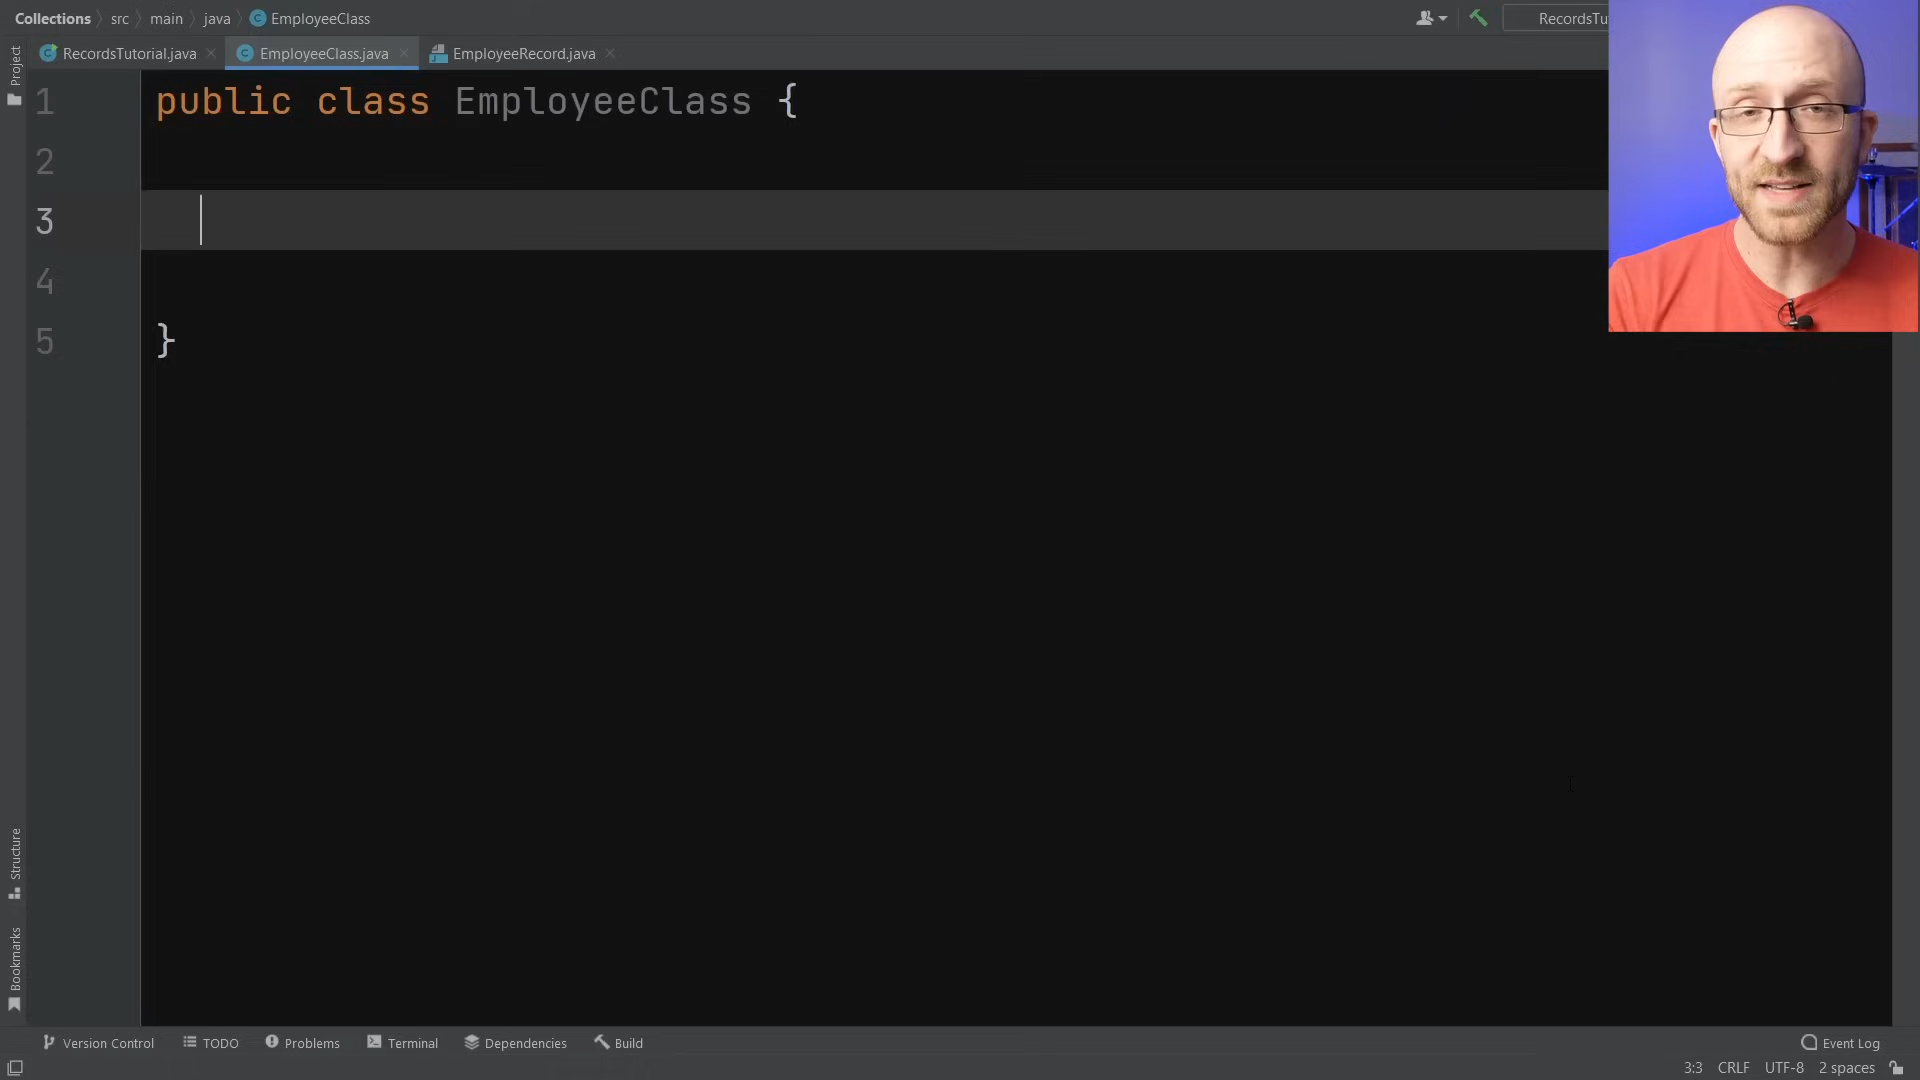 Collections src main java EmployeeClass RecordsTu
Project
RecordsTutorial.java EmployeeClass.java EmployeeRecord.java
1 public class EmployeeClass {
2
3
4
5 }
Structure
Bookmarks
Version Control TODO Problems Terminal Dependencies Build Event Log
3:3 CRLF UTF-8 2 spaces